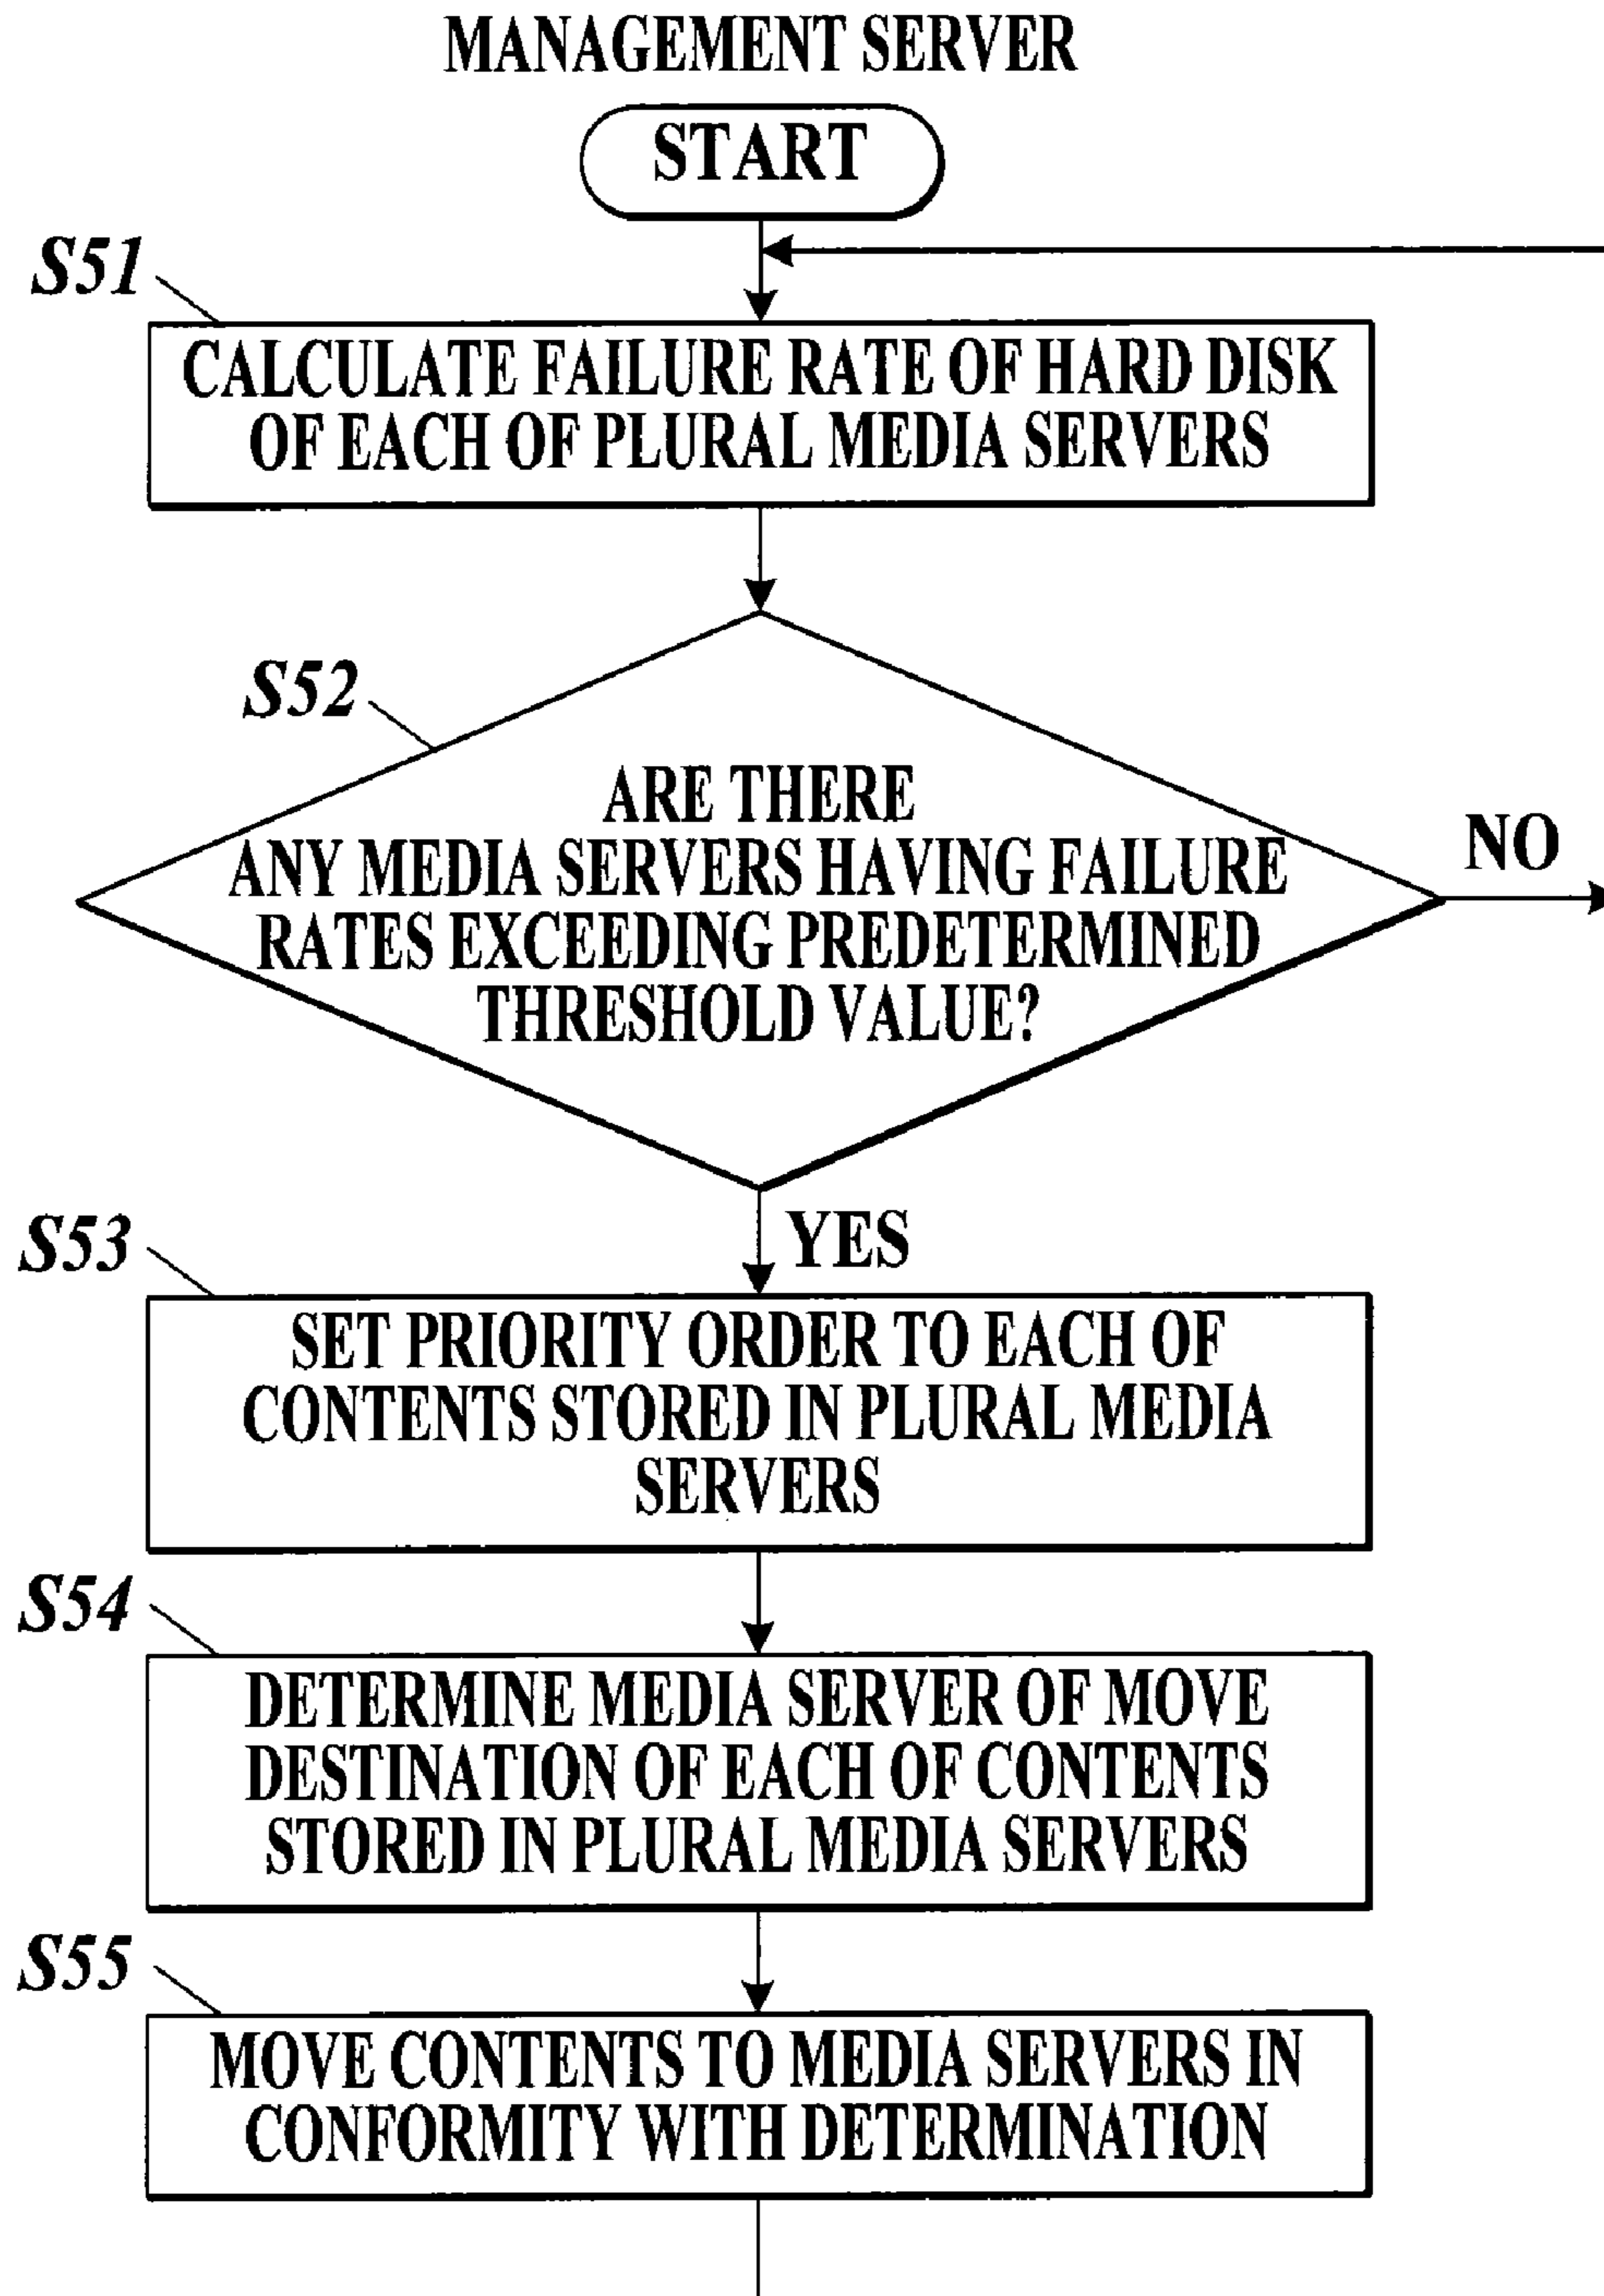 MANAGEMENT SERVER
START
S51
CALCULATE FAILURE RATE OF HARD DISK
OF EACH OF PLURAL MEDIA SERVERS
S52
ARE THERE
ANY MEDIA SERVERS HAVING FAILURE
RATES EXCEEDING PREDETERMINED
THRESHOLD VALUE?
NO
YES
S53
SET PRIORITY ORDER TO EACH OF
CONTENTS STORED IN PLURAL MEDIA
SERVERS
S54
DETERMINE MEDIA SERVER OF MOVE
DESTINATION OF EACH OF CONTENTS
STORED IN PLURAL MEDIA SERVERS
S55
MOVE CONTENTS TO MEDIA SERVERS IN
CONFORMITY WITH DETERMINATION